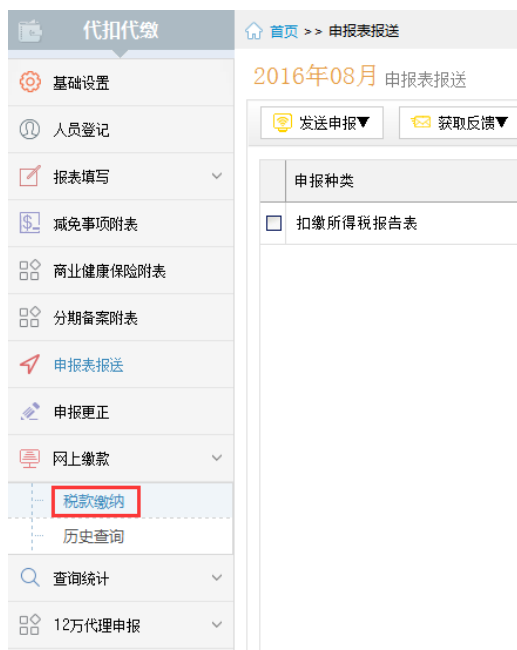 代扣代缴
首页 >> 申报表报送
基础设置
2016年08月 申报表报送
人员登记
发送申报▼
获取反馈▼
报表填写
申报种类
减免事项附表
扣缴所得税报告表
商业健康保险附表
分期备案附表
申报表报送
申报更正
网上缴款
税款缴纳
历史查询
查询统计
12万代理申报